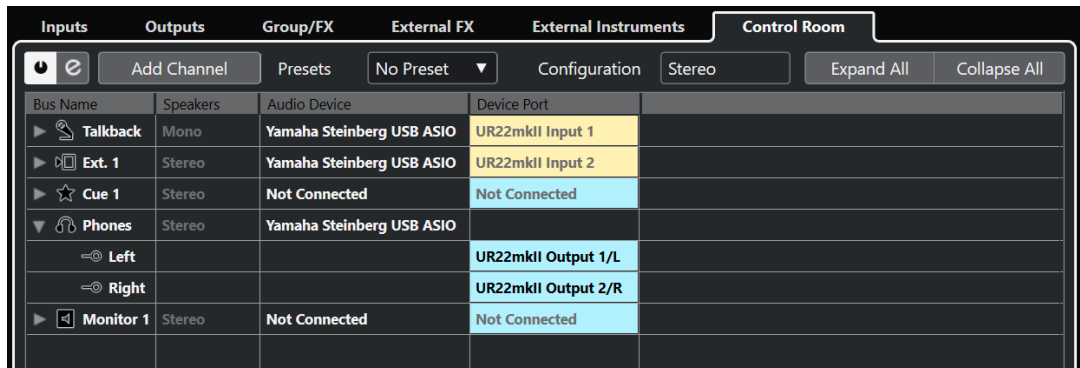 Inputs Outputs Group/FX External FX External Instruments Control Room
Add Channel Presets No Preset Configuration Stereo Expand All Collapse All
Bus Name Speakers Audio Device Device Port
Talkback Mono Yamaha Steinberg USB ASIO UR22mkII Input 1
Ext. 1 Stereo Yamaha Steinberg USB ASIO UR22mkII Input 2
Cue 1 Stereo Not Connected Not Connected
Phones Stereo Yamaha Steinberg USB ASIO
Left UR22mkII Output 1/L
Right UR22mkII Output 2/R
Monitor 1 Stereo Not Connected Not Connected